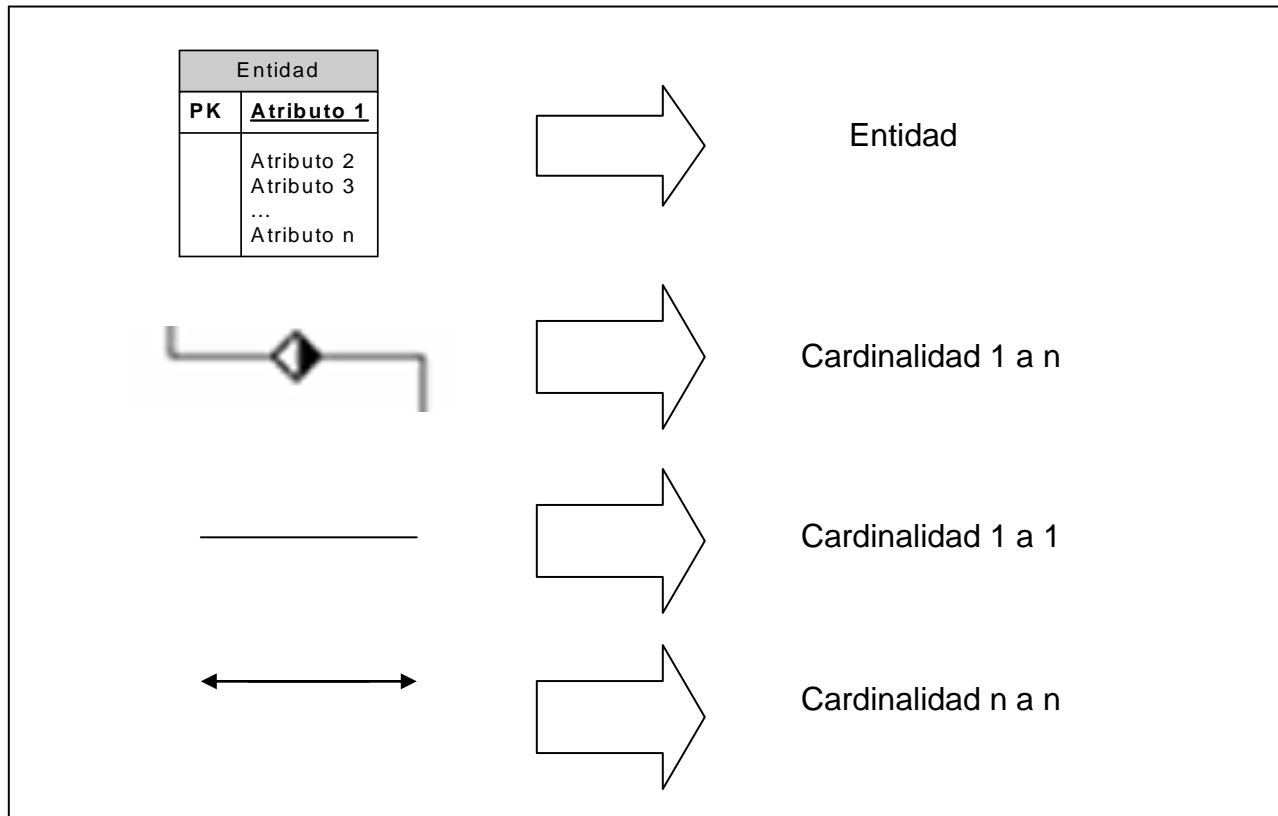 Entidad
PK Atributo 1
Atributo 2
Atributo 3
...
Atributo n
Entidad
Cardinalidad 1 a n
Cardinalidad 1 a 1
Cardinalidad n a n